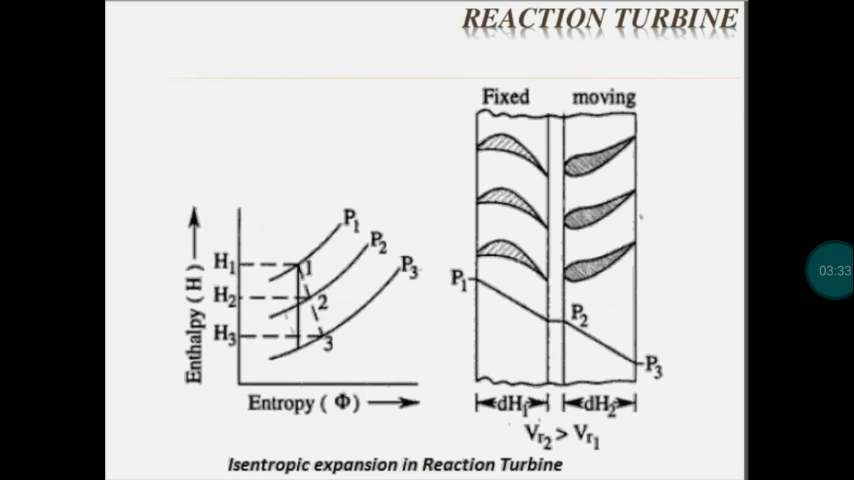 REACTION TURBINE
Fixed moving
P1
P2
P3
H1
H2
H3
1
2
3
Enthalpy (H)
Entropy ( Φ )
P1
P2
P3
dH1 dH2
Vr2 > Vr1
Isentropic expansion in Reaction Turbine
03:33